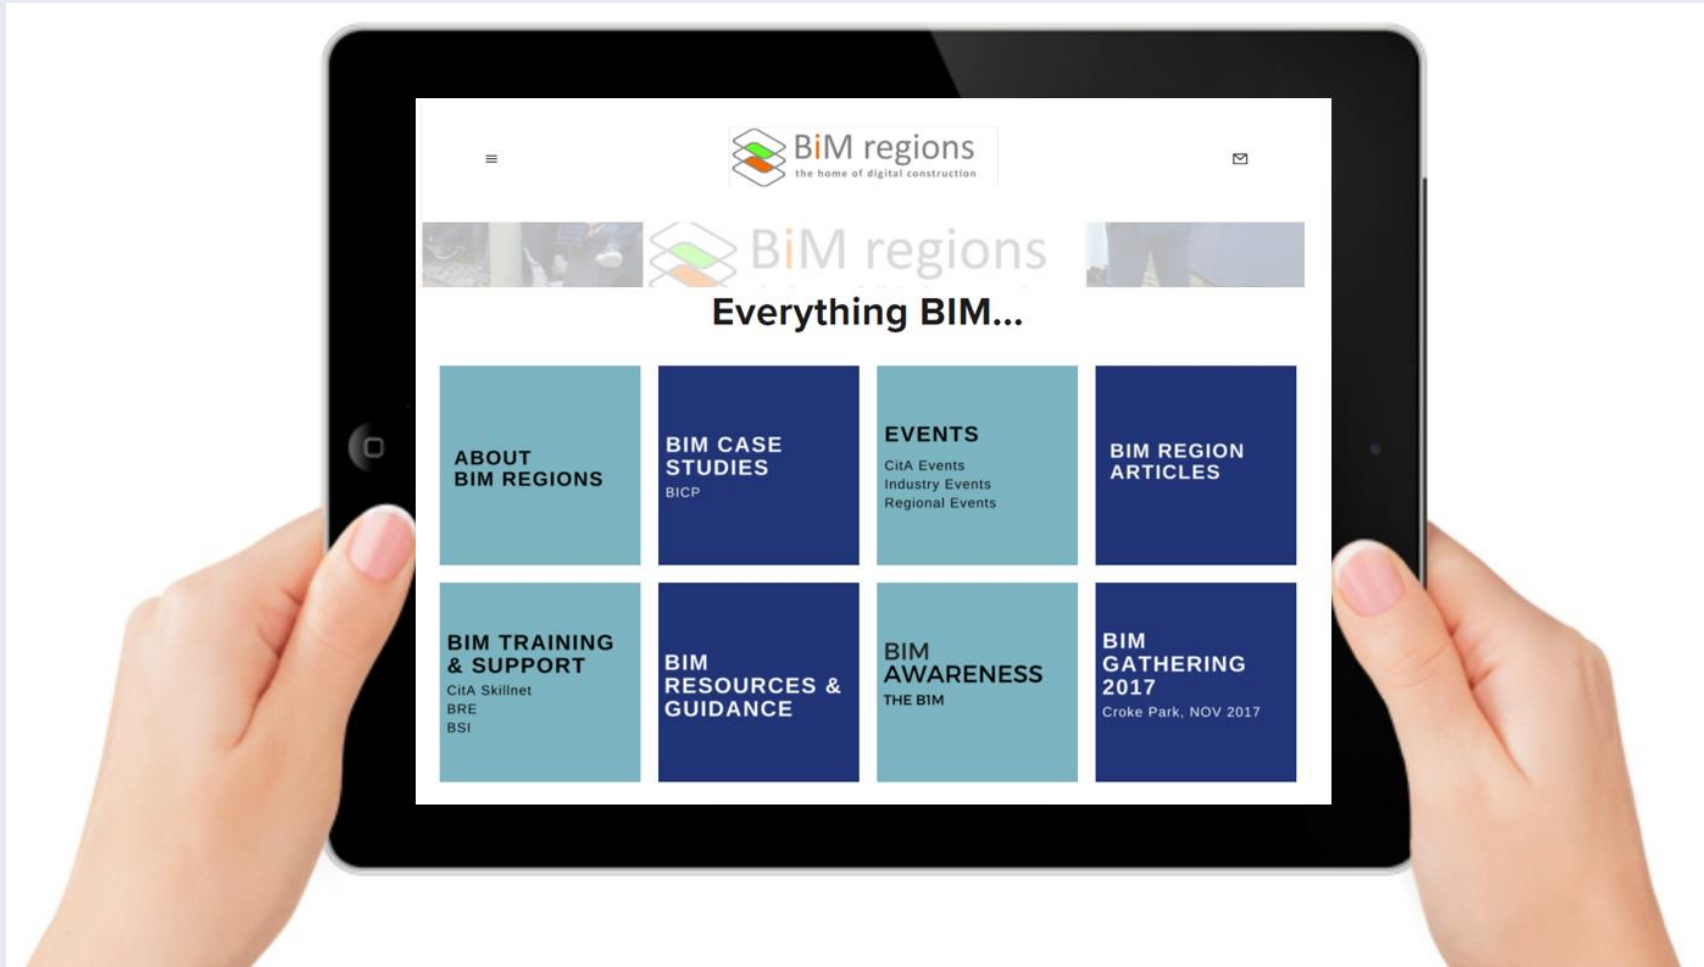 BiM regions
the home of digital construction
BiM regions
Everything BIM...
ABOUT
BIM REGIONS
BIM CASE
STUDIES
BICP
EVENTS
CitA Events
Industry Events
Regional Events
BIM REGION
ARTICLES
BIM TRAINING
& SUPPORT
CitA Skillnet
BRE
BSI
BIM
RESOURCES &
GUIDANCE
BIM
AWARENESS
THE B1M
BIM
GATHERING
2017
Croke Park, NOV 2017